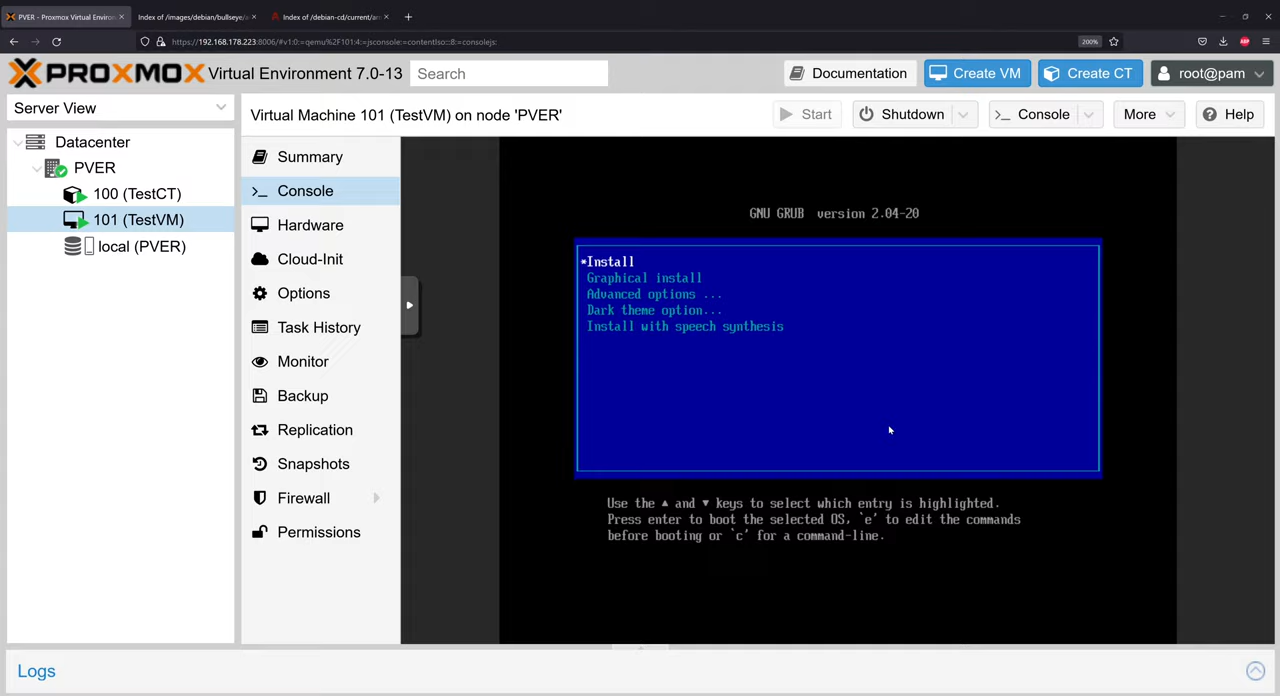 PVER - Proxmox Virtual Environ
Index of /images/debian/bullseye/a
Index of /debian-cd/current/arm
https://192.168.178.223:8006/#v1:0:=qemu%2F101:4:=jsconsole:=contentIso:::8:=consolejs:
200%
PROXMOX Virtual Environment 7.0-13
Search
Documentation
Create VM
Create CT
root@pam
Server View
Virtual Machine 101 (TestVM) on node 'PVER'
Start
Shutdown
>_ Console
More
Help
Datacenter
PVER
100 (TestCT)
101 (TestVM)
local (PVER)
Summary
>_ Console
Hardware
Cloud-Init
Options
Task History
Monitor
Backup
Replication
Snapshots
Firewall
Permissions
GNU GRUB version 2.04-20
*Install
Graphical install
Advanced options ...
Dark theme option...
Install with speech synthesis
Use the ▲ and ▼ keys to select which entry is highlighted.
Press enter to boot the selected OS, `e' to edit the commands
before booting or `c' for a command-line.
Logs